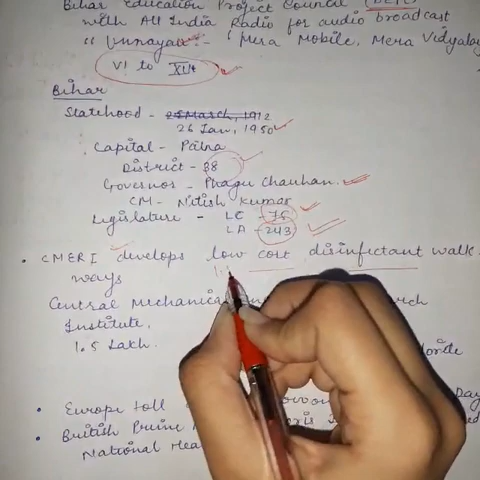 Bihar Education Project Council
with All India Radio for audio broadcast
"Unnayan :- "Mera Mobile, Mera Vidyalay
VI to XII
Bihar
Statehood - 25 March, 1912
26 Jan, 1950
Capital - Patna
District - 38
Governor - Phagu Chauhan.
CM - Nitish Kumar
Legislature - LC - 75
LA - 243
• CMERI develops low cost disinfectant walk-
ways
Central Mechanical
Institute.
1.5 Lakh.
• Europe toll Day
• British Prime
National Hea